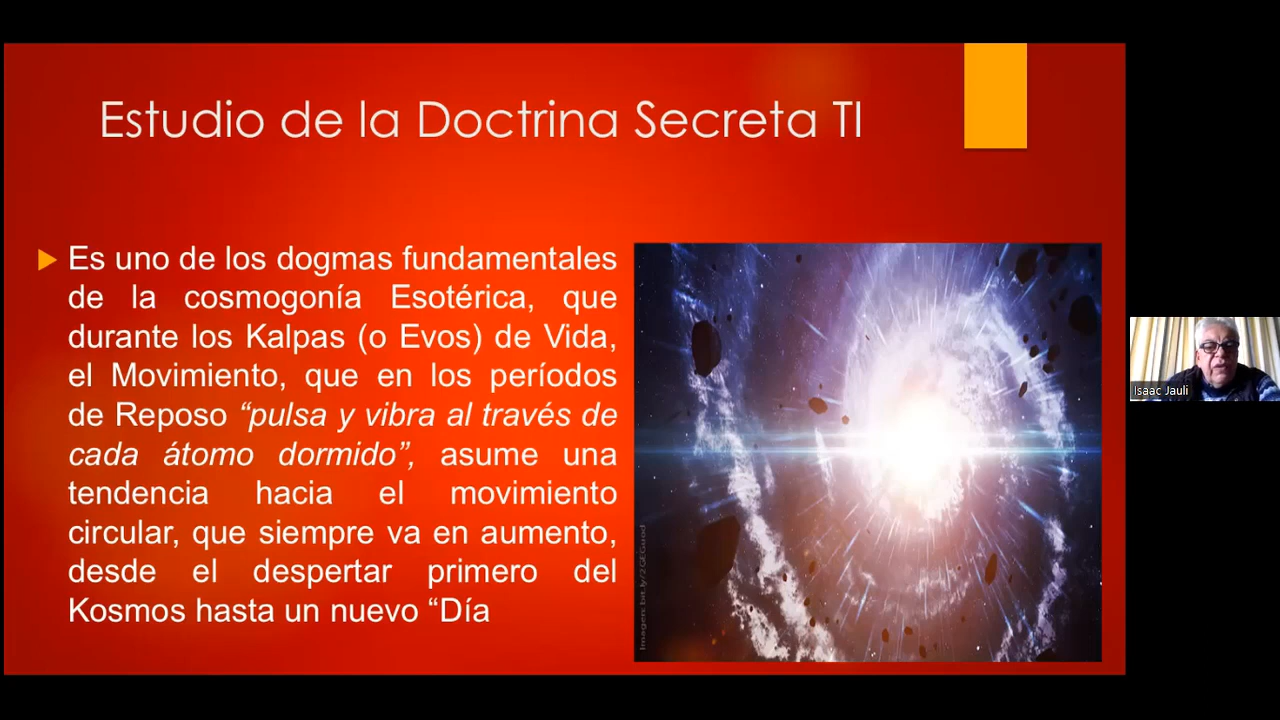 Estudio de la Doctrina Secreta TI
Es uno de los dogmas fundamentales
de la cosmogonía Esotérica, que
durante los Kalpas (o Evos) de Vida,
el Movimiento, que en los períodos
de Reposo “pulsa y vibra al través de
cada átomo dormido”, asume una
tendencia hacia el movimiento
circular, que siempre va en aumento,
desde el despertar primero del
Kosmos hasta un nuevo “Día
Isaac Jauli